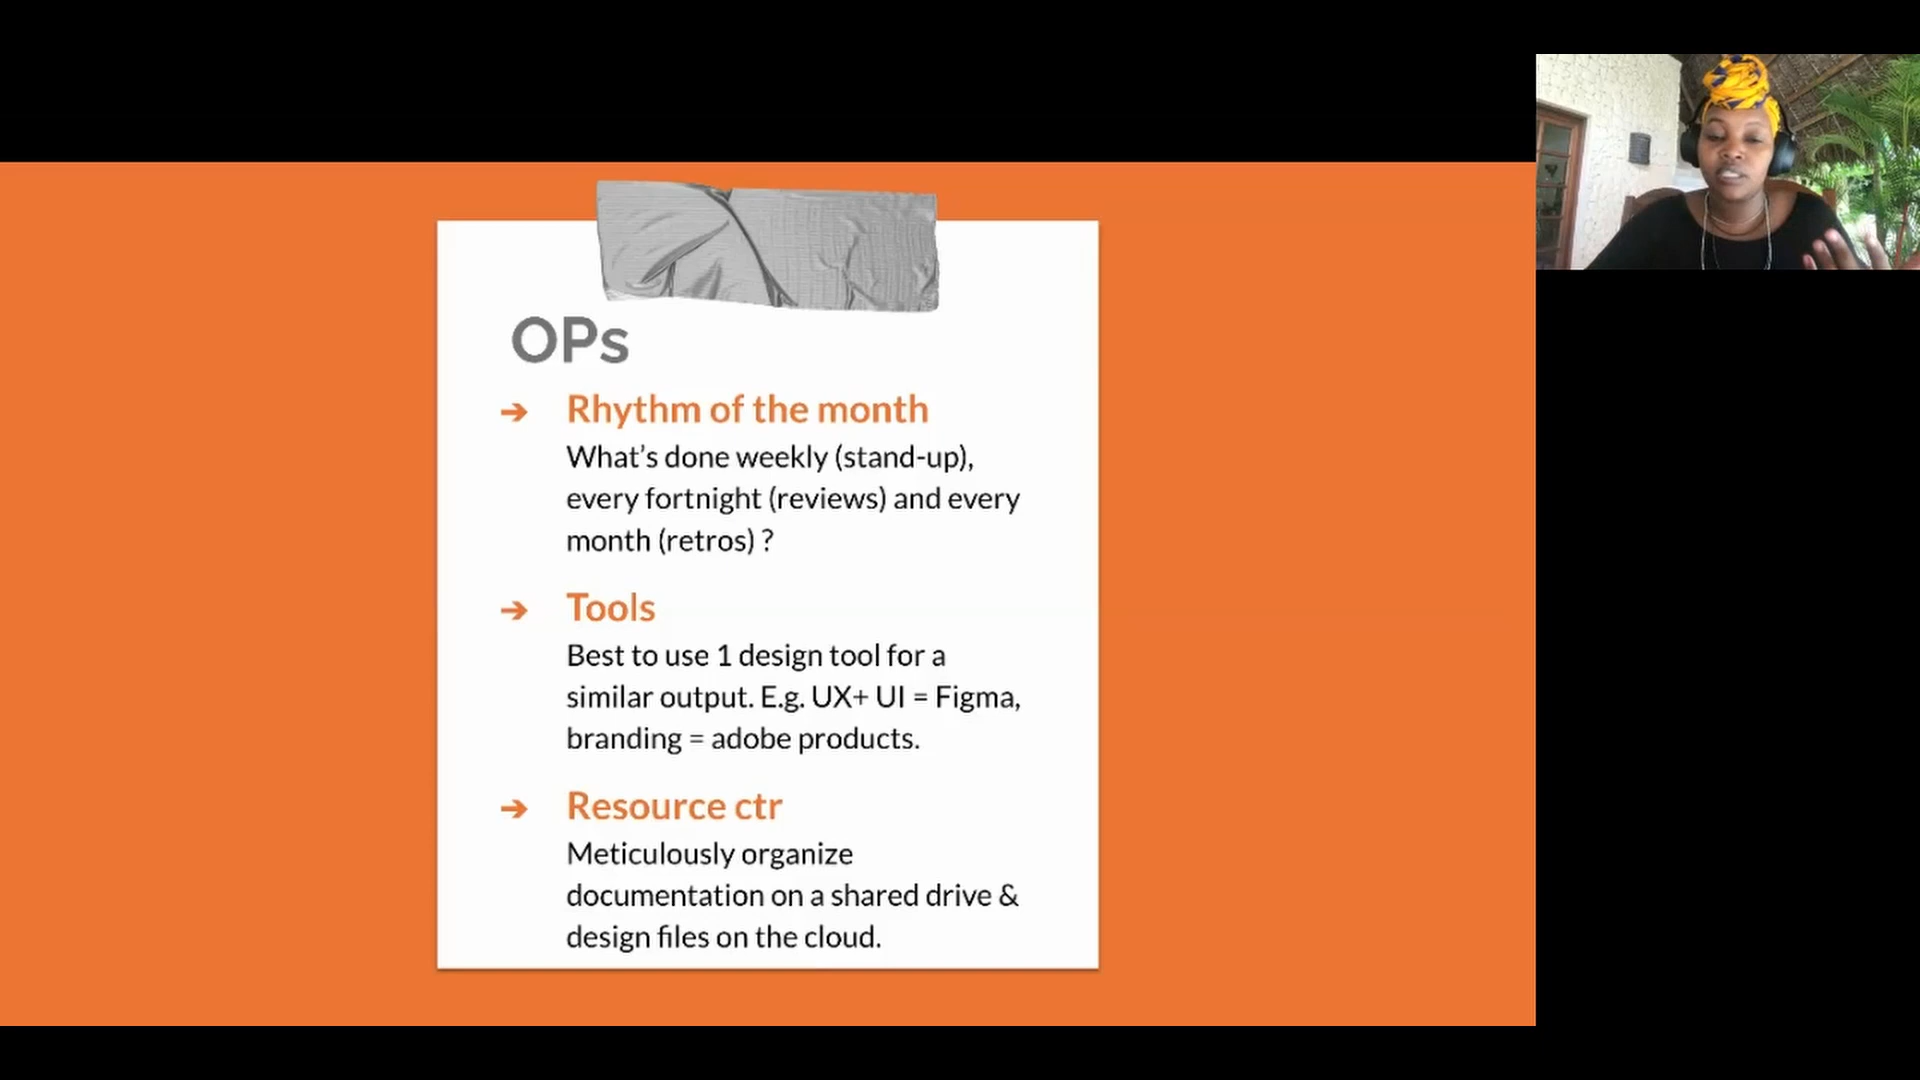 OPs
➔ Rhythm of the month
What's done weekly (stand-up),
every fortnight (reviews) and every
month (retros) ?
➔ Tools
Best to use 1 design tool for a
similar output. E.g. UX+ UI = Figma,
branding = adobe products.
➔ Resource ctr
Meticulously organize
documentation on a shared drive &
design files on the cloud.